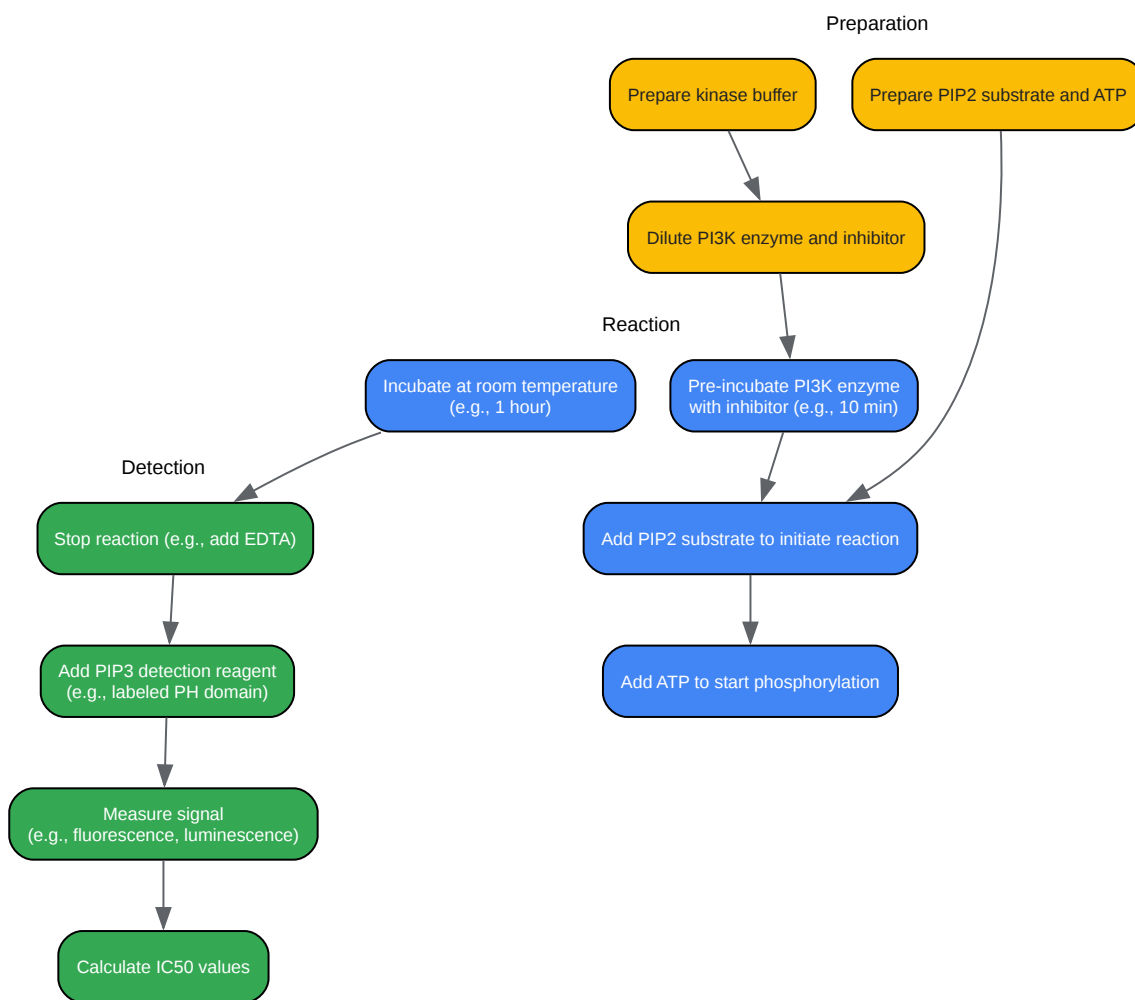 Preparation
Prepare kinase buffer
Prepare PIP2 substrate and ATP
Dilute PI3K enzyme and inhibitor
Reaction
Incubate at room temperature
(e.g., 1 hour)
Pre-incubate PI3K enzyme
with inhibitor (e.g., 10 min)
Detection
Stop reaction (e.g., add EDTA)
Add PIP2 substrate to initiate reaction
Add PIP3 detection reagent
(e.g., labeled PH domain)
Add ATP to start phosphorylation
Measure signal
(e.g., fluorescence, luminescence)
Calculate IC50 values